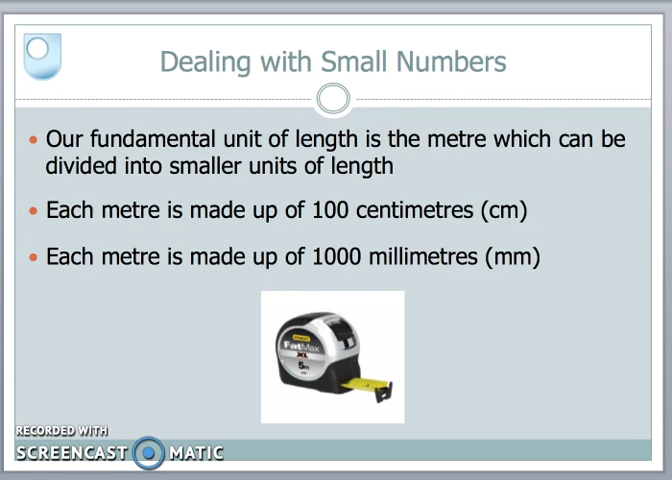 Dealing with Small Numbers
Our fundamental unit of length is the metre which can be
divided into smaller units of length
Each metre is made up of 100 centimetres (cm)
Each metre is made up of 1000 millimetres (mm)
STANLEY
FatMax
XL
5m
RECORDED WITH
SCREENCAST MATIC